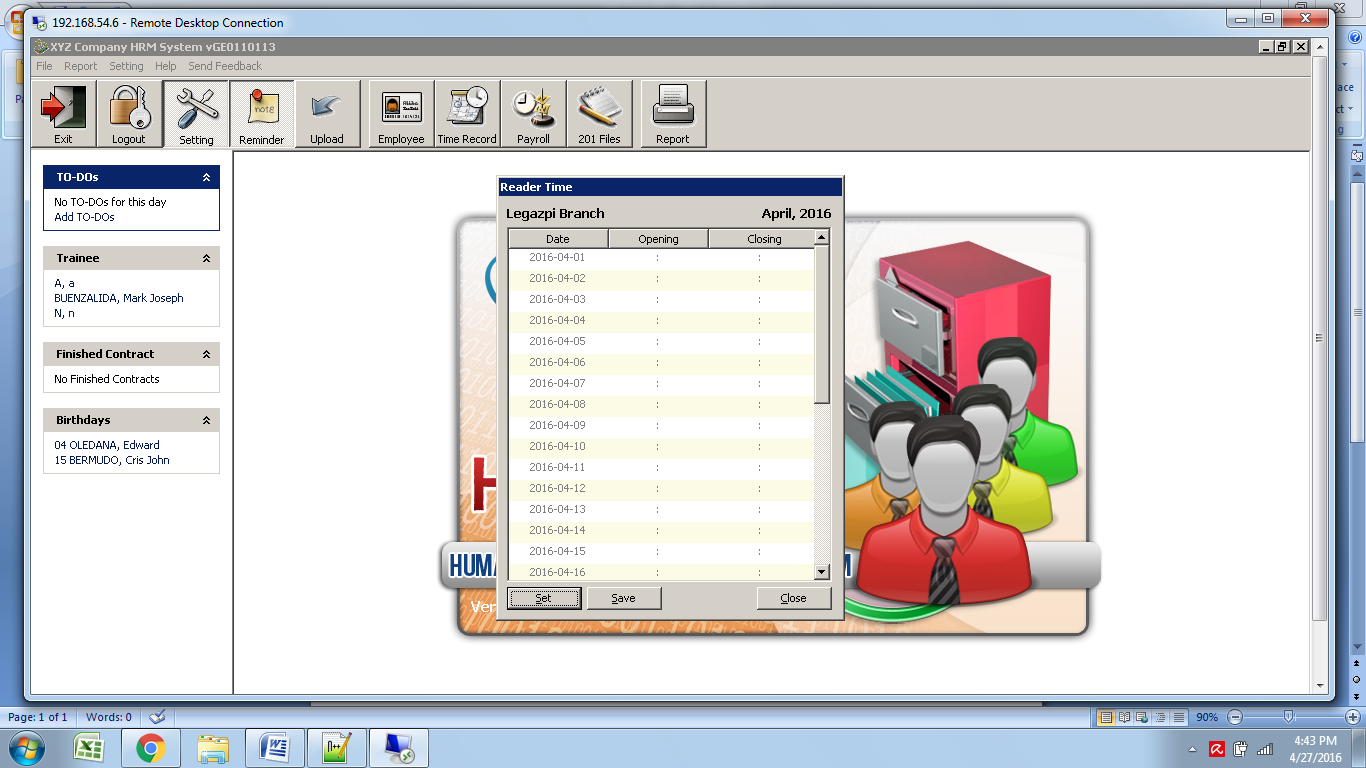 192.168.54.6 - Remote Desktop Connection
XYZ Company HRM System vGE0110113
File Report Setting Help Send Feedback
Exit Logout Setting Reminder Upload Employee Time Record Payroll 201 Files Report
TO-DOs
No TO-DOs for this day
Add TO-DOs
Trainee
A, a
BUENZALIDA, Mark Joseph
N, n
Finished Contract
No Finished Contracts
Birthdays
04 OLEDANA, Edward
15 BERMUDO, Cris John
Reader Time
Legazpi Branch April, 2016
Date Opening Closing
2016-04-01 : :
2016-04-02 : :
2016-04-03 : :
2016-04-04 : :
2016-04-05 : :
2016-04-06 : :
2016-04-07 : :
2016-04-08 : :
2016-04-09 : :
2016-04-10 : :
2016-04-11 : :
2016-04-12 : :
2016-04-13 : :
2016-04-14 : :
2016-04-15 : :
2016-04-16 : :
Set Save Close
H
HUM
M
Ver
Page: 1 of 1 Words: 0 90%
4:43 PM
4/27/2016